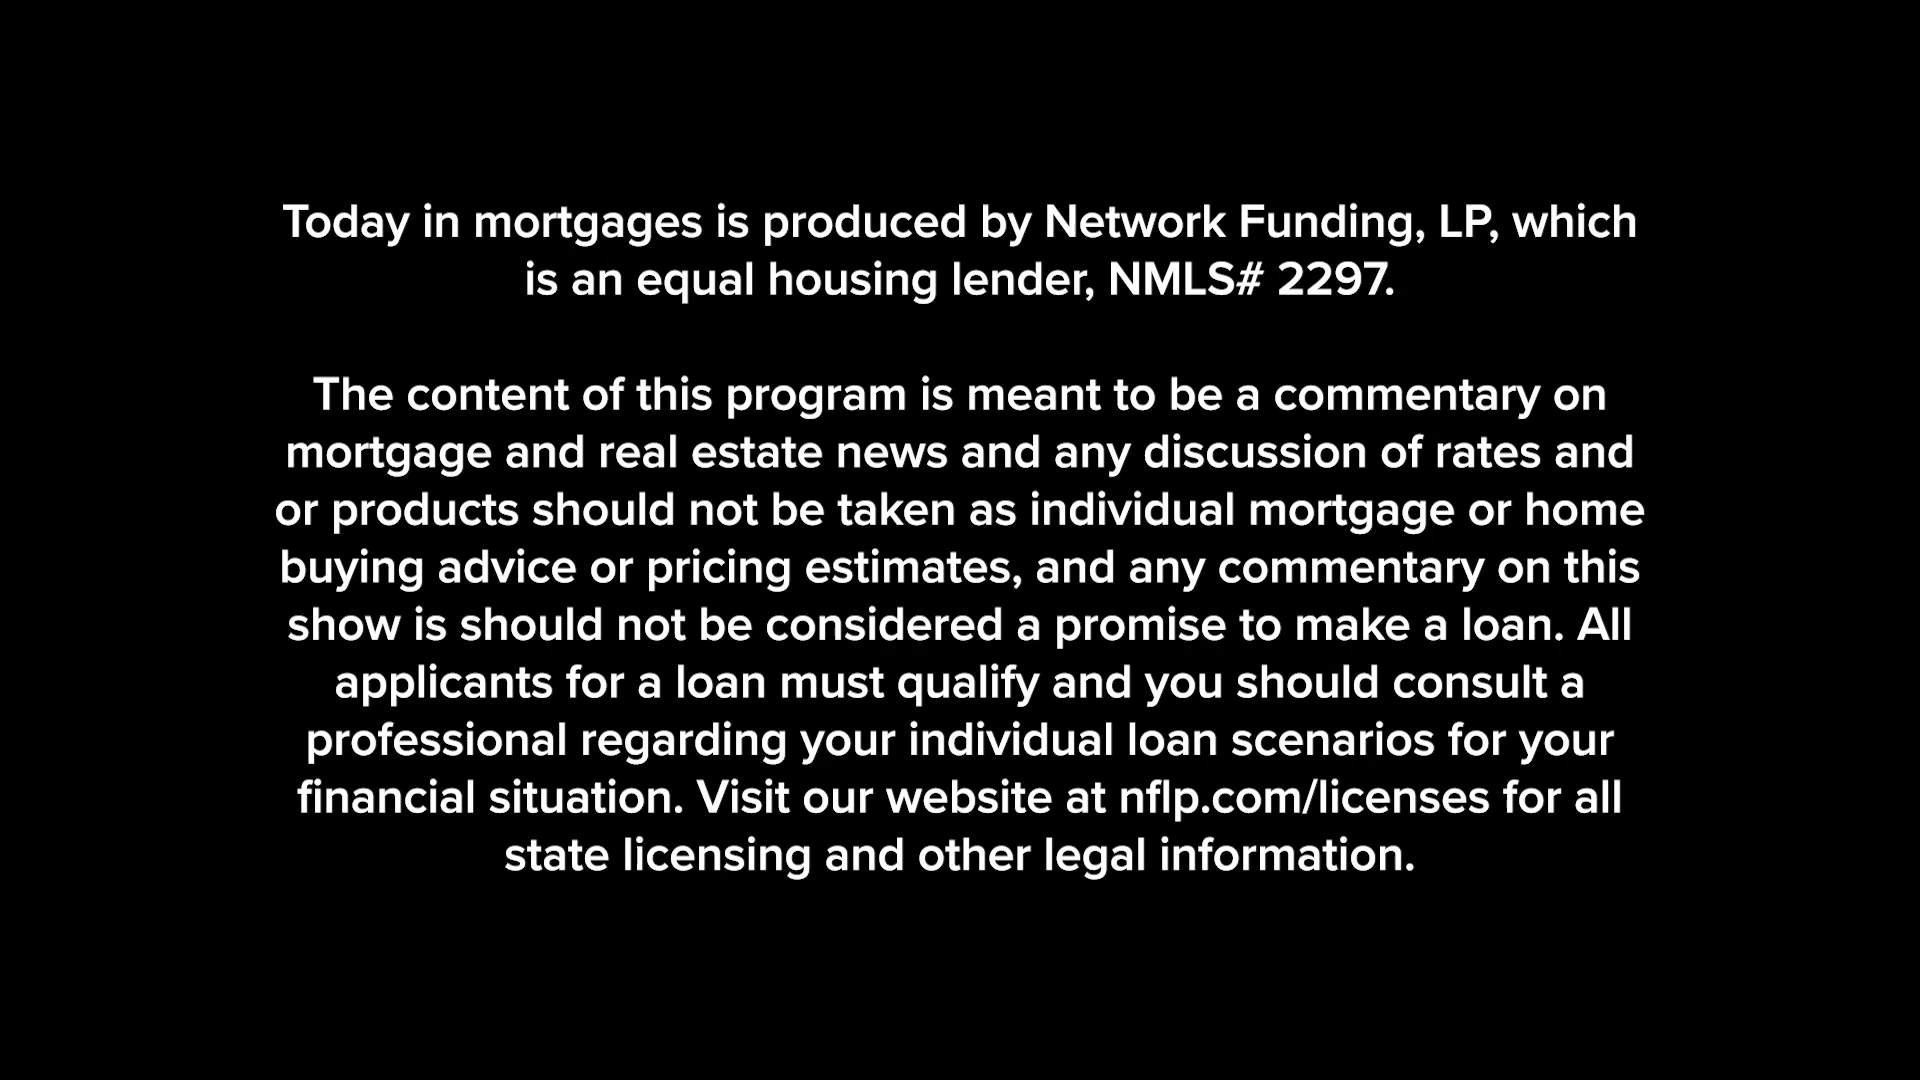 Today in mortgages is produced by Network Funding, LP, which
is an equal housing lender, NMLS# 2297.
The content of this program is meant to be a commentary on
mortgage and real estate news and any discussion of rates and
or products should not be taken as individual mortgage or home
buying advice or pricing estimates, and any commentary on this
show is should not be considered a promise to make a loan. All
applicants for a loan must qualify and you should consult a
professional regarding your individual loan scenarios for your
financial situation. Visit our website at nflp.com/licenses for all
state licensing and other legal information.